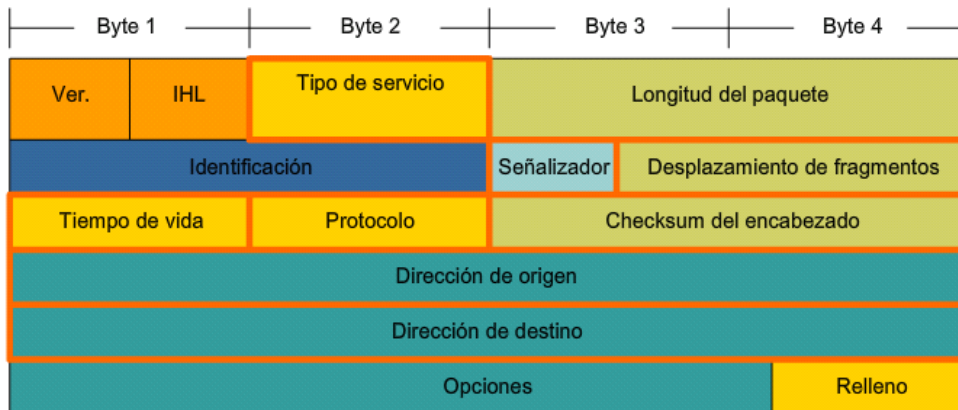 Byte 1 Byte 2 Byte 3 Byte 4
Ver. IHL Tipo de servicio Longitud del paquete
Identificación Señalizador Desplazamiento de fragmentos
Tiempo de vida Protocolo Checksum del encabezado
Dirección de origen
Dirección de destino
Opciones Relleno